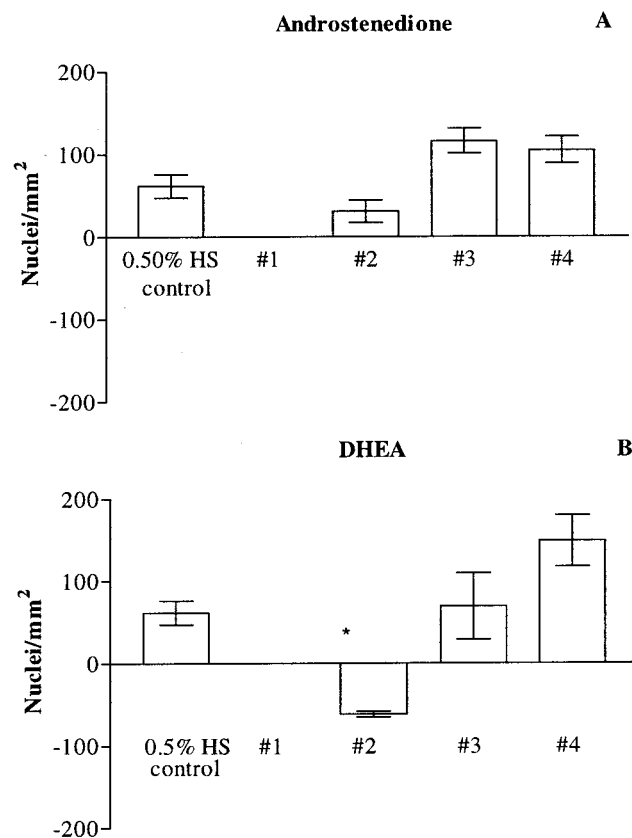 Androstenedione A
200
100
0
-100
-200
Nuclei/mm²
0.50% HS #1 #2 #3 #4
control
DHEA B
200
100
0
-100
-200
Nuclei/mm²
*
0.5% HS #1 #2 #3 #4
control